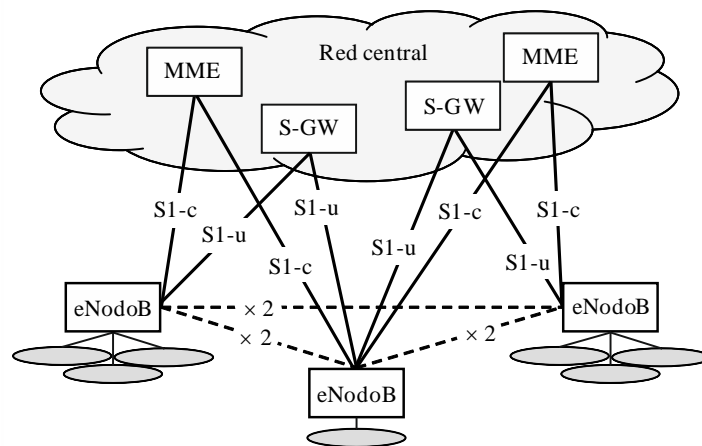 Red central
MME
MME
S-GW
S-GW
S1-c
S1-u
S1-u
S1-c
S1-u
S1-c
S1-c
S1-u
eNodoB
× 2
eNodoB
× 2
× 2
eNodoB